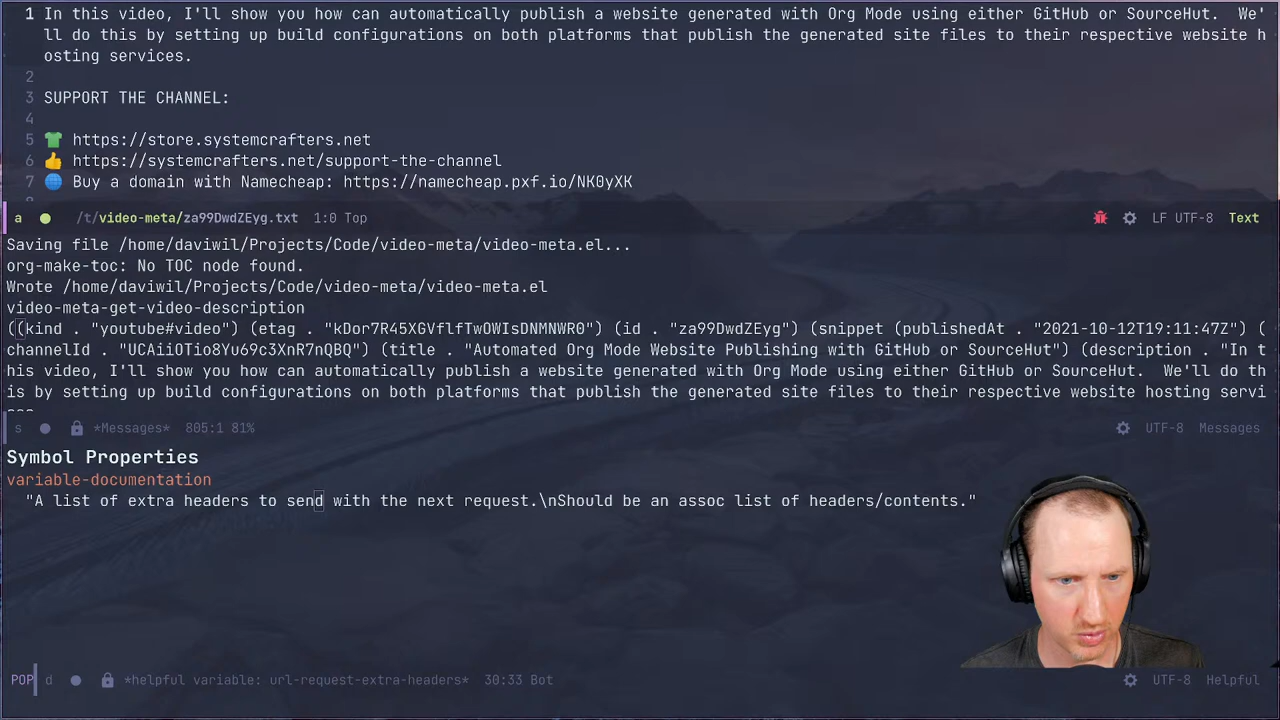 1 In this video, I'll show you how can automatically publish a website generated with Org Mode using either GitHub or SourceHut.  We'
ll do this by setting up build configurations on both platforms that publish the generated site files to their respective website h
osting services.
2
3 SUPPORT THE CHANNEL:
4
5 👕 https://store.systemcrafters.net
6 👍 https://systemcrafters.net/support-the-channel
7 🌐 Buy a domain with Namecheap: https://namecheap.pxf.io/NK0yXK
a ● /t/video-meta/za99DwdZEyg.txt 1:0 Top LF UTF-8 Text
Saving file /home/daviwil/Projects/Code/video-meta/video-meta.el...
org-make-toc: No TOC node found.
Wrote /home/daviwil/Projects/Code/video-meta/video-meta.el
video-meta-get-video-description
((kind . "youtube#video") (etag . "kDor7R45XGVflfTwOWIsDNMNWR0") (id . "za99DwdZEyg") (snippet (publishedAt . "2021-10-12T19:11:47Z") (
channelId . "UCAiiOTio8Yu69c3XnR7nQBQ") (title . "Automated Org Mode Website Publishing with GitHub or SourceHut") (description . "In t
his video, I'll show you how can automatically publish a website generated with Org Mode using either GitHub or SourceHut.  We'll do th
is by setting up build configurations on both platforms that publish the generated site files to their respective website hosting servi
s ● *Messages* 805:1 81% UTF-8 Messages
Symbol Properties
variable-documentation
"A list of extra headers to send with the next request.\nShould be an assoc list of headers/contents."
POP d ● *helpful variable: url-request-extra-headers* 30:33 Bot UTF-8 Helpful